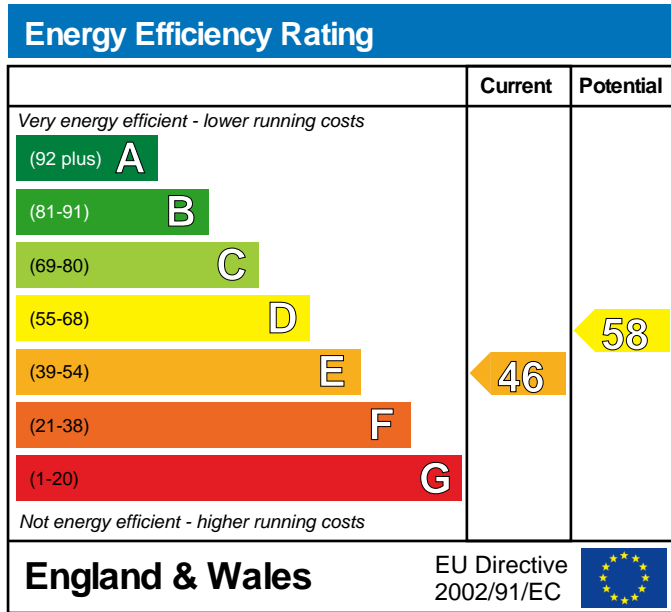 Energy Efficiency Rating
Current Potential
Very energy efficient - lower running costs
(92 plus) A
(81-91) B
(69-80) C
(55-68) D
58
(39-54) E
46
(21-38) F
(1-20) G
Not energy efficient - higher running costs
England & Wales
EU Directive
2002/91/EC